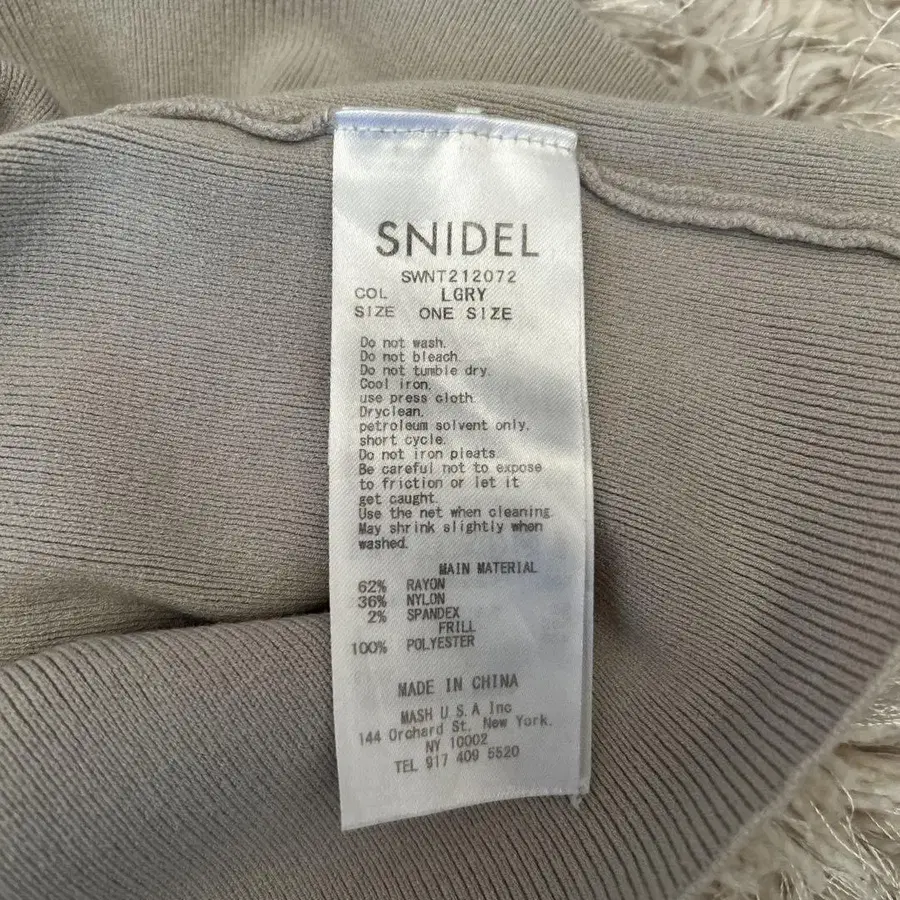 SNIDEL
SWNT212072
COL LGRY
SIZE ONE SIZE
Do not wash.
Do not bleach.
Do not tumble dry.
Cool iron,
use press cloth.
Dryclean,
petroleum solvent only,
short cycle.
Do not iron pleats.
Be careful not to expose
to friction or let it
get caught.
Use the net when cleaning.
May shrink slightly when
washed.
MAIN MATERIAL
62% RAYON
36% NYLON
2% SPANDEX
FRILL
100% POLYESTER
MADE IN CHINA
MASH U.S.A Inc
144 Orchard St, New York,
NY 10002
TEL 917 409 5520